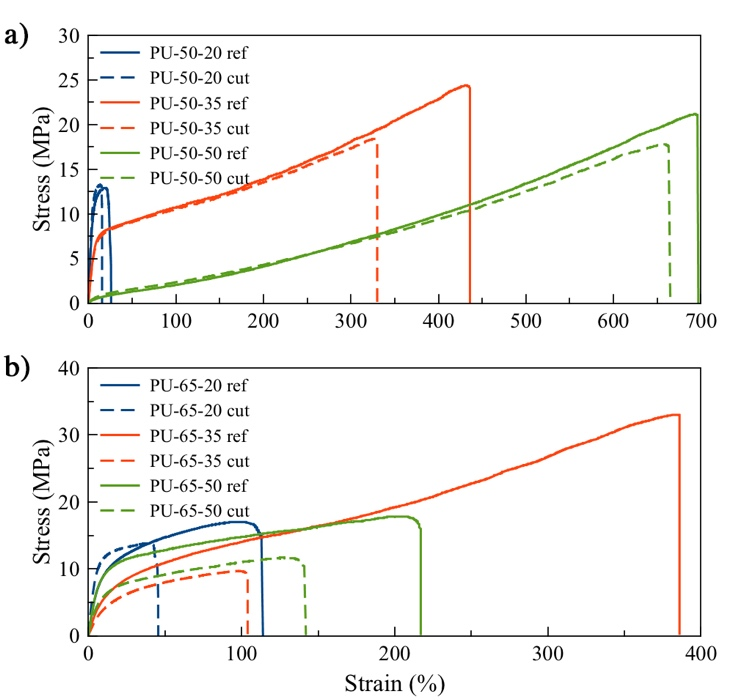 a)
30
25
20
15
10
5
0
Stress (MPa)
PU-50-20 ref
PU-50-20 cut
PU-50-35 ref
PU-50-35 cut
PU-50-50 ref
PU-50-50 cut
0 100 200 300 400 500 600 700
b)
40
30
20
10
0
Stress (MPa)
PU-65-20 ref
PU-65-20 cut
PU-65-35 ref
PU-65-35 cut
PU-65-50 ref
PU-65-50 cut
0 100 200 300 400
Strain (%)